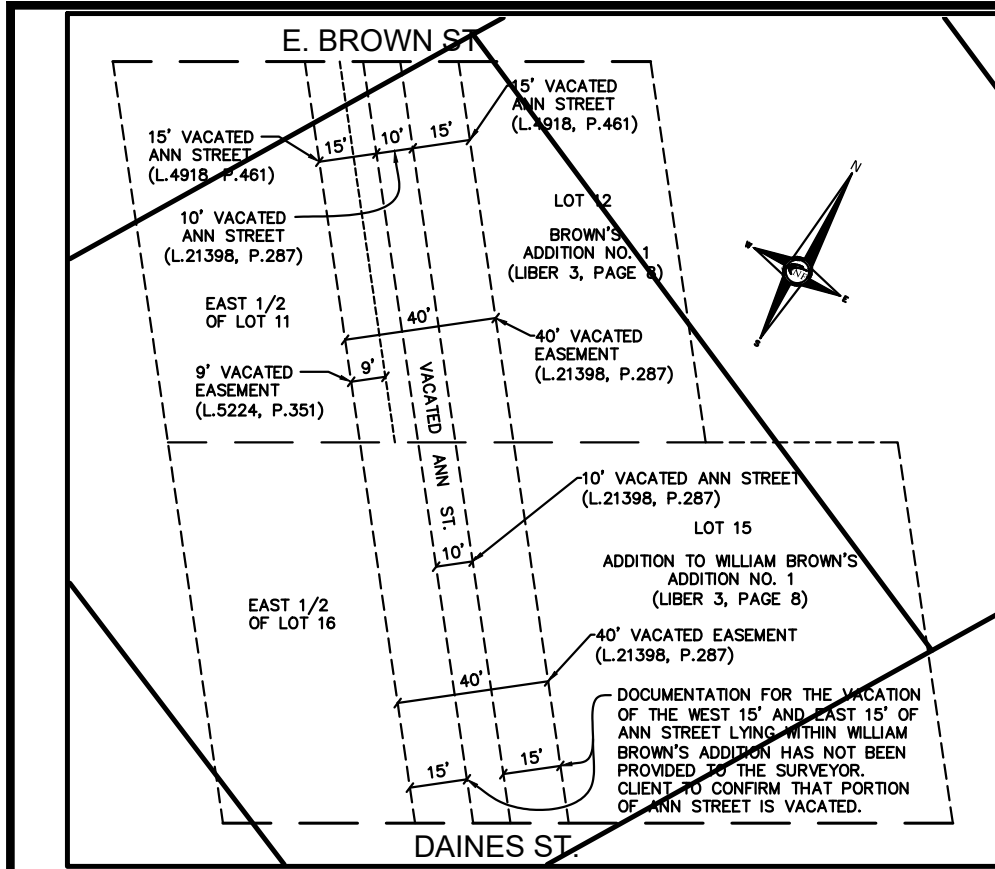 E. BROWN ST.
15' VACATED
ANN STREET
(L.4918, P.461)
15' VACATED
ANN STREET
(L.4918, P.461)
15'
10'
15'
10' VACATED
ANN STREET
(L.21398, P.287)
LOT 12
BROWN'S
ADDITION NO. 1
(LIBER 3, PAGE 8)
N
W
E
S
EAST 1/2
OF LOT 11
40'
40' VACATED
EASEMENT
(L.21398, P.287)
9' VACATED
EASEMENT
(L.5224, P.351)
9'
VACATED ANN ST.
10' VACATED ANN STREET
(L.21398, P.287)
LOT 15
10'
ADDITION TO WILLIAM BROWN'S
ADDITION NO. 1
(LIBER 3, PAGE 8)
EAST 1/2
OF LOT 16
40' VACATED EASEMENT
(L.21398, P.287)
40'
DOCUMENTATION FOR THE VACATION
OF THE WEST 15' AND EAST 15' OF
ANN STREET LYING WITHIN WILLIAM
BROWN'S ADDITION HAS NOT BEEN
PROVIDED TO THE SURVEYOR.
CLIENT TO CONFIRM THAT PORTION
OF ANN STREET IS VACATED.
15'
15'
DAINES ST.